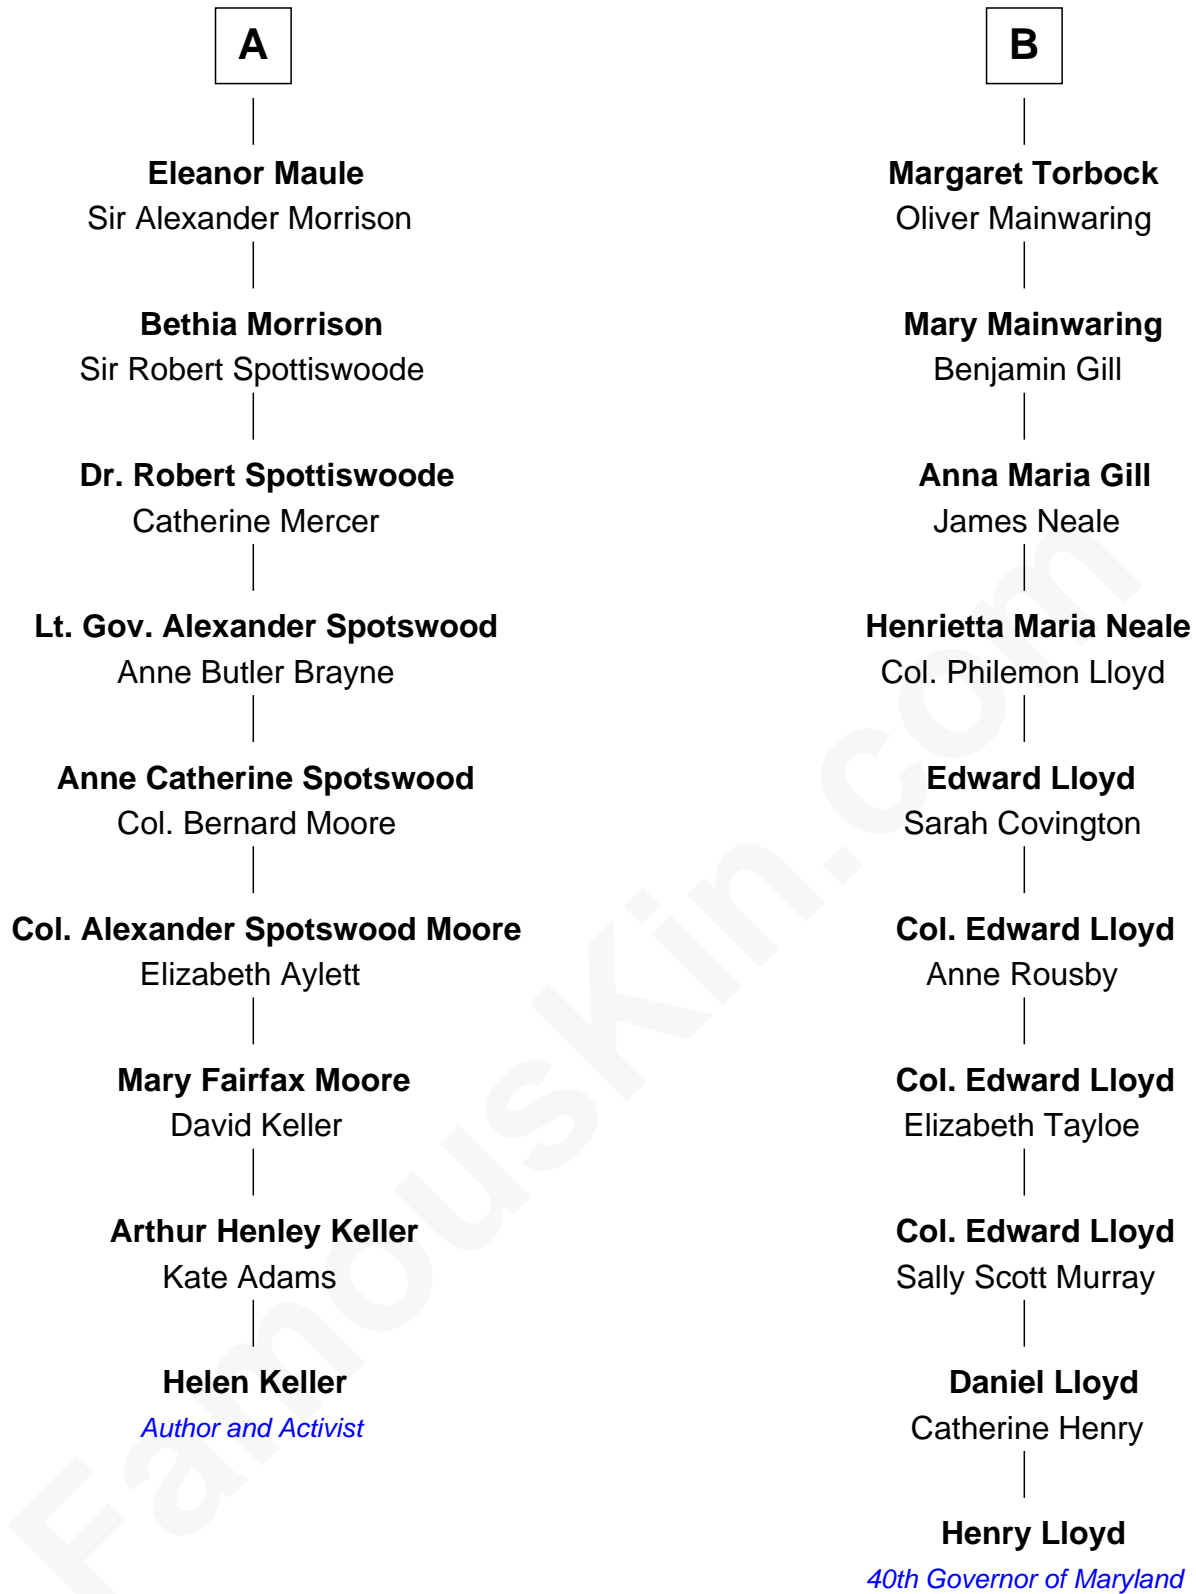 A
Eleanor Maule
Sir Alexander Morrison
Bethia Morrison
Sir Robert Spottiswoode
Dr. Robert Spottiswoode
Catherine Mercer
Lt. Gov. Alexander Spotswood
Anne Butler Brayne
Anne Catherine Spotswood
Col. Bernard Moore
Col. Alexander Spotswood Moore
Elizabeth Aylett
Mary Fairfax Moore
David Keller
Arthur Henley Keller
Kate Adams
Helen Keller
Author and Activist
B
Margaret Torbock
Oliver Mainwaring
Mary Mainwaring
Benjamin Gill
Anna Maria Gill
James Neale
Henrietta Maria Neale
Col. Philemon Lloyd
Edward Lloyd
Sarah Covington
Col. Edward Lloyd
Anne Rousby
Col. Edward Lloyd
Elizabeth Tayloe
Col. Edward Lloyd
Sally Scott Murray
Daniel Lloyd
Catherine Henry
Henry Lloyd
40th Governor of Maryland
FamousKin.com